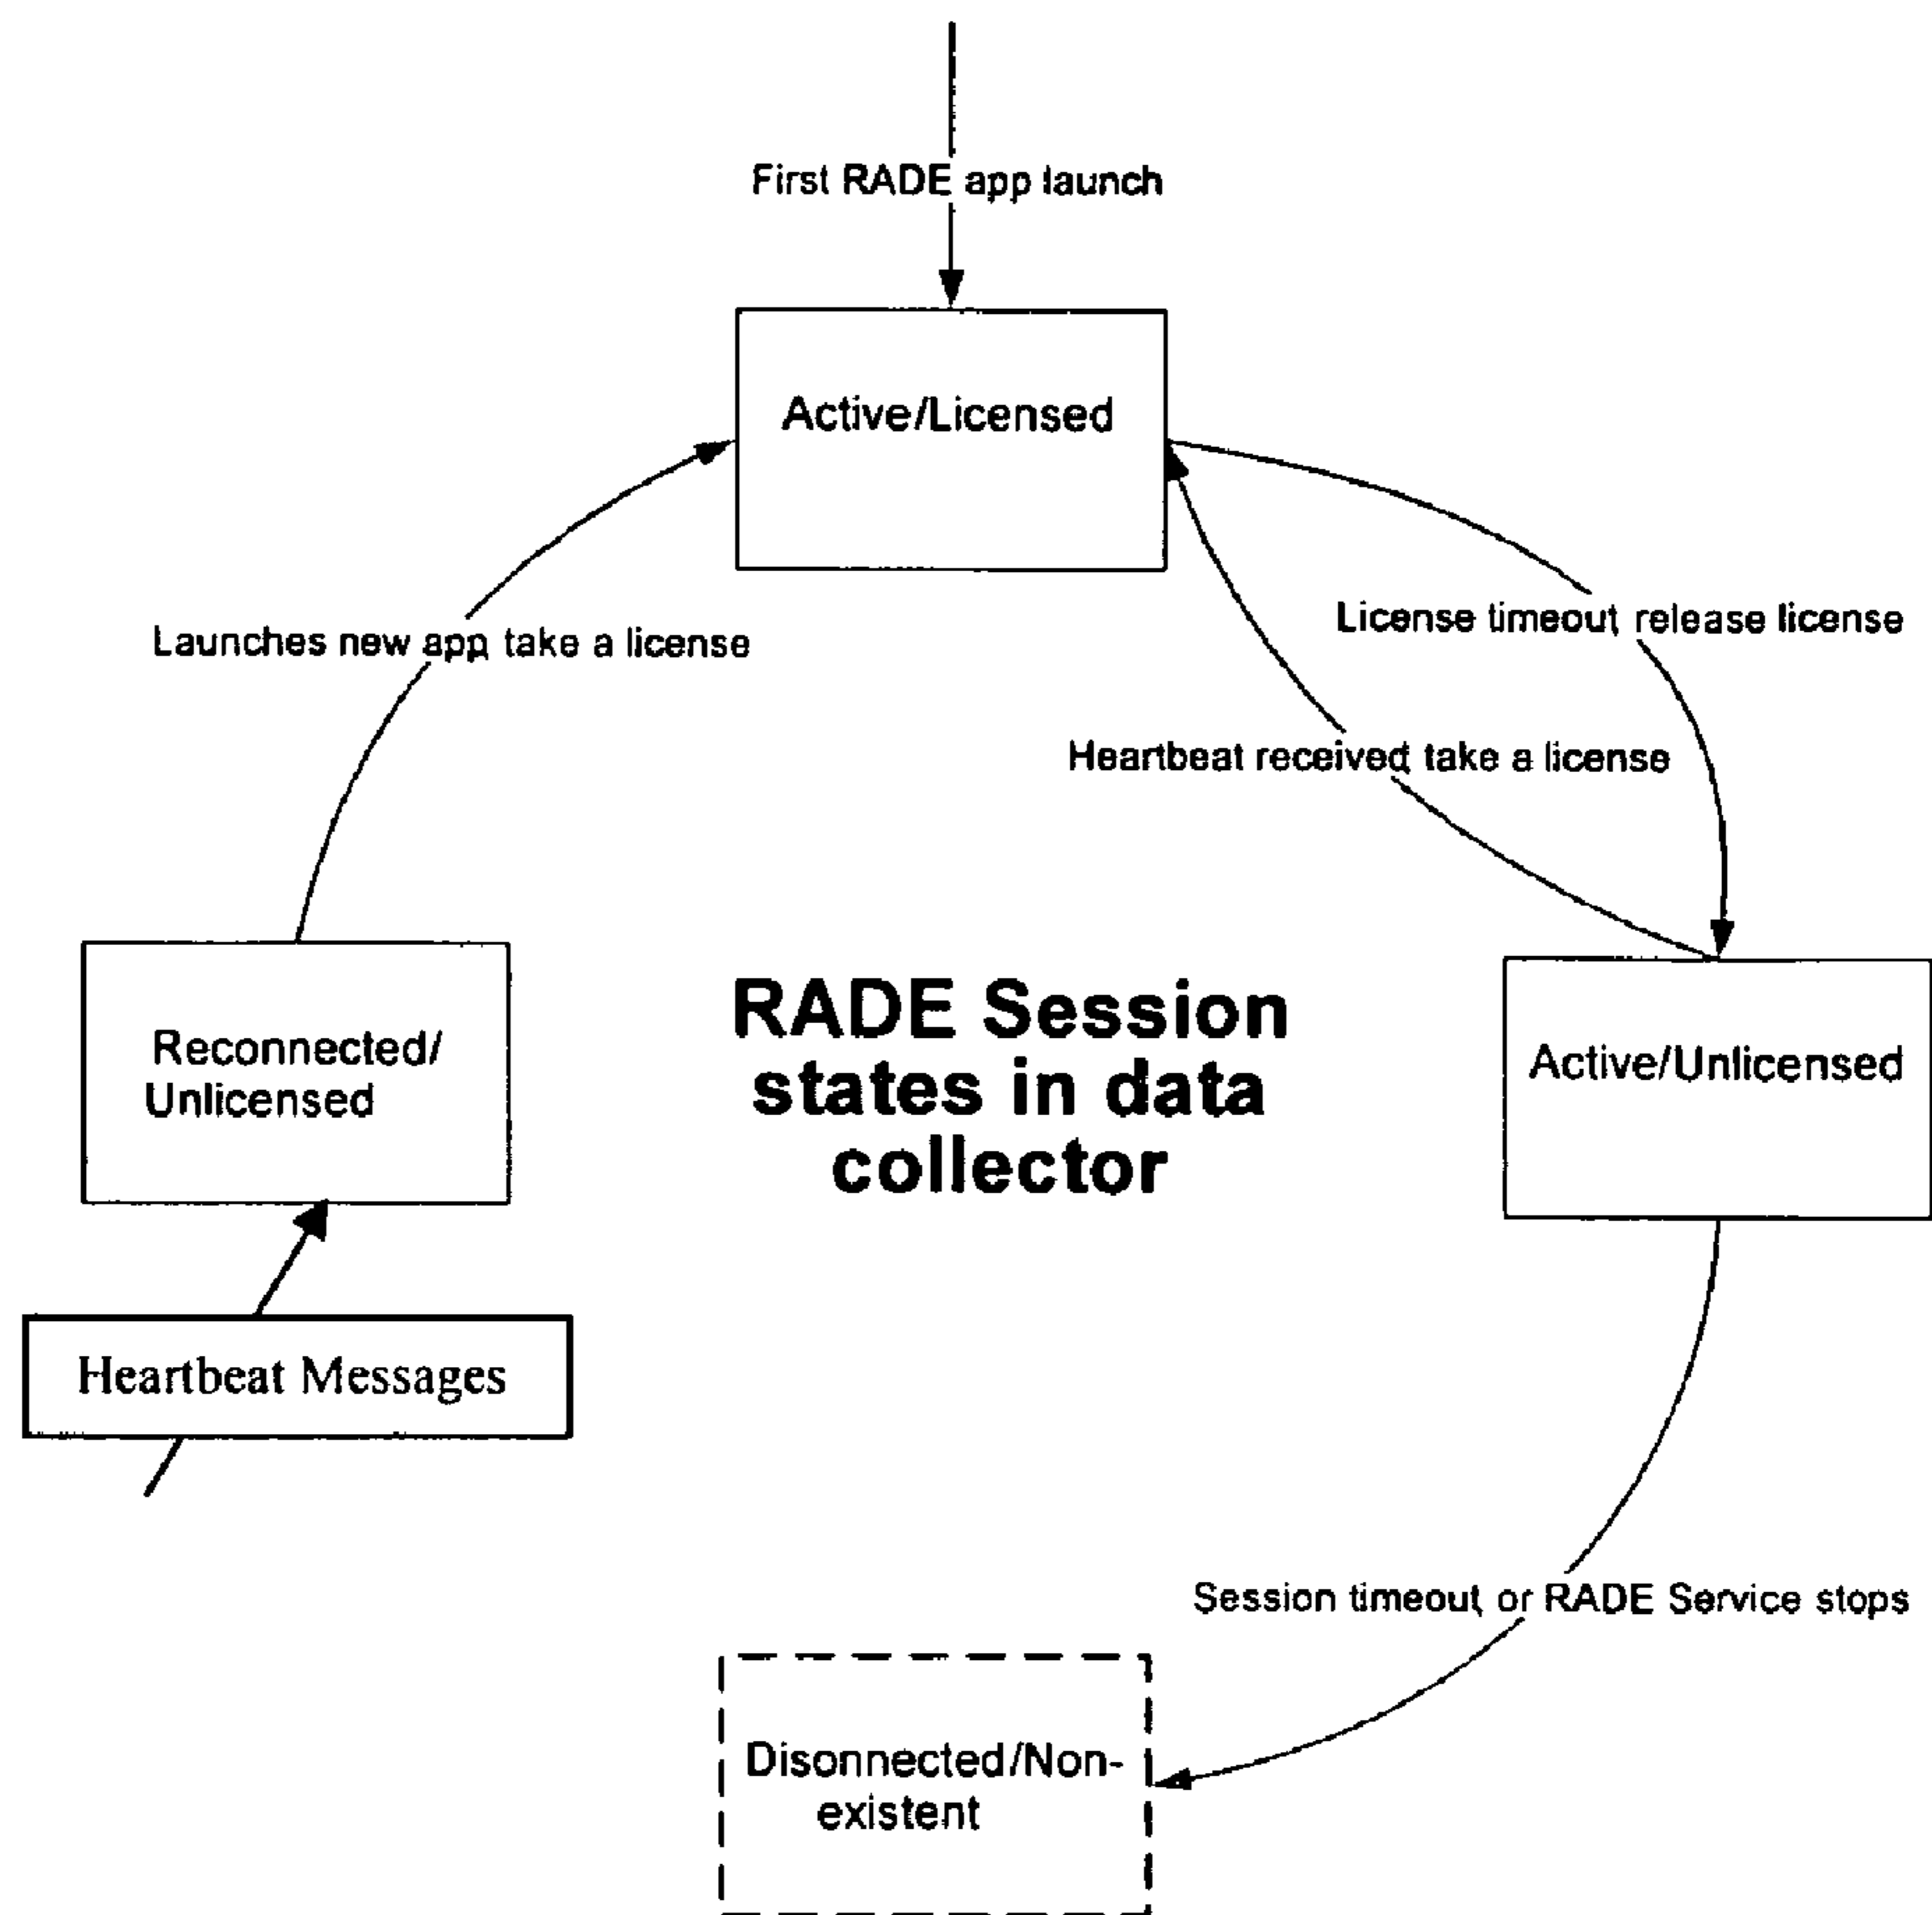 First RADE app launch
Active/Licensed
Launches new app take a license
License timeout release license
Heartbeat received take a license
Reconnected/
Unlicensed
RADE Session
states in data
collector
Active/Unlicensed
Heartbeat Messages
Session timeout or RADE Service stops
Disonnected/Non-
existent